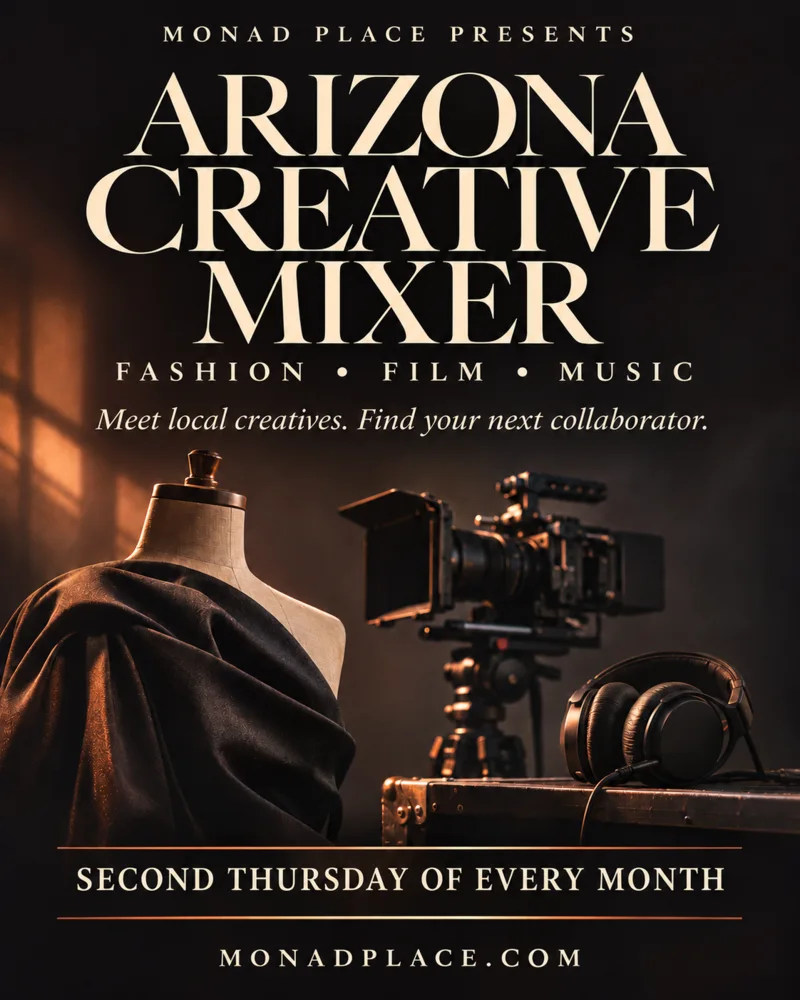 MONAD PLACE PRESENTS
ARIZONA
CREATIVE
MIXER
FASHION • FILM • MUSIC
Meet local creatives. Find your next collaborator.
SECOND THURSDAY OF EVERY MONTH
MONADPLACE.COM